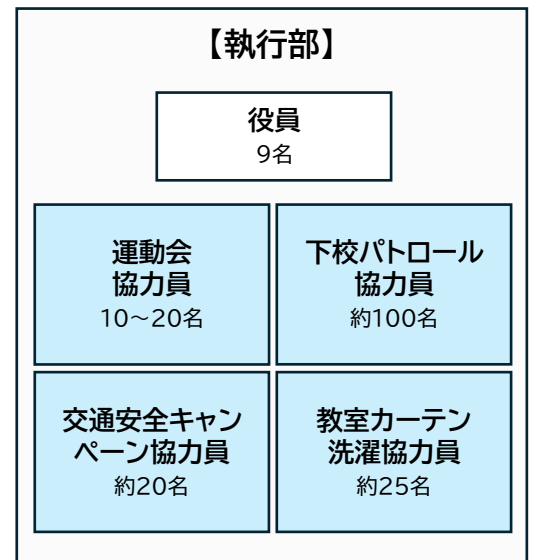 【執行部】
役員
9名
運動会
協力員
10～20名
下校パトロール
協力員
約100名
交通安全キャン
ペーン協力員
約20名
教室カーテン
洗濯協力員
約25名